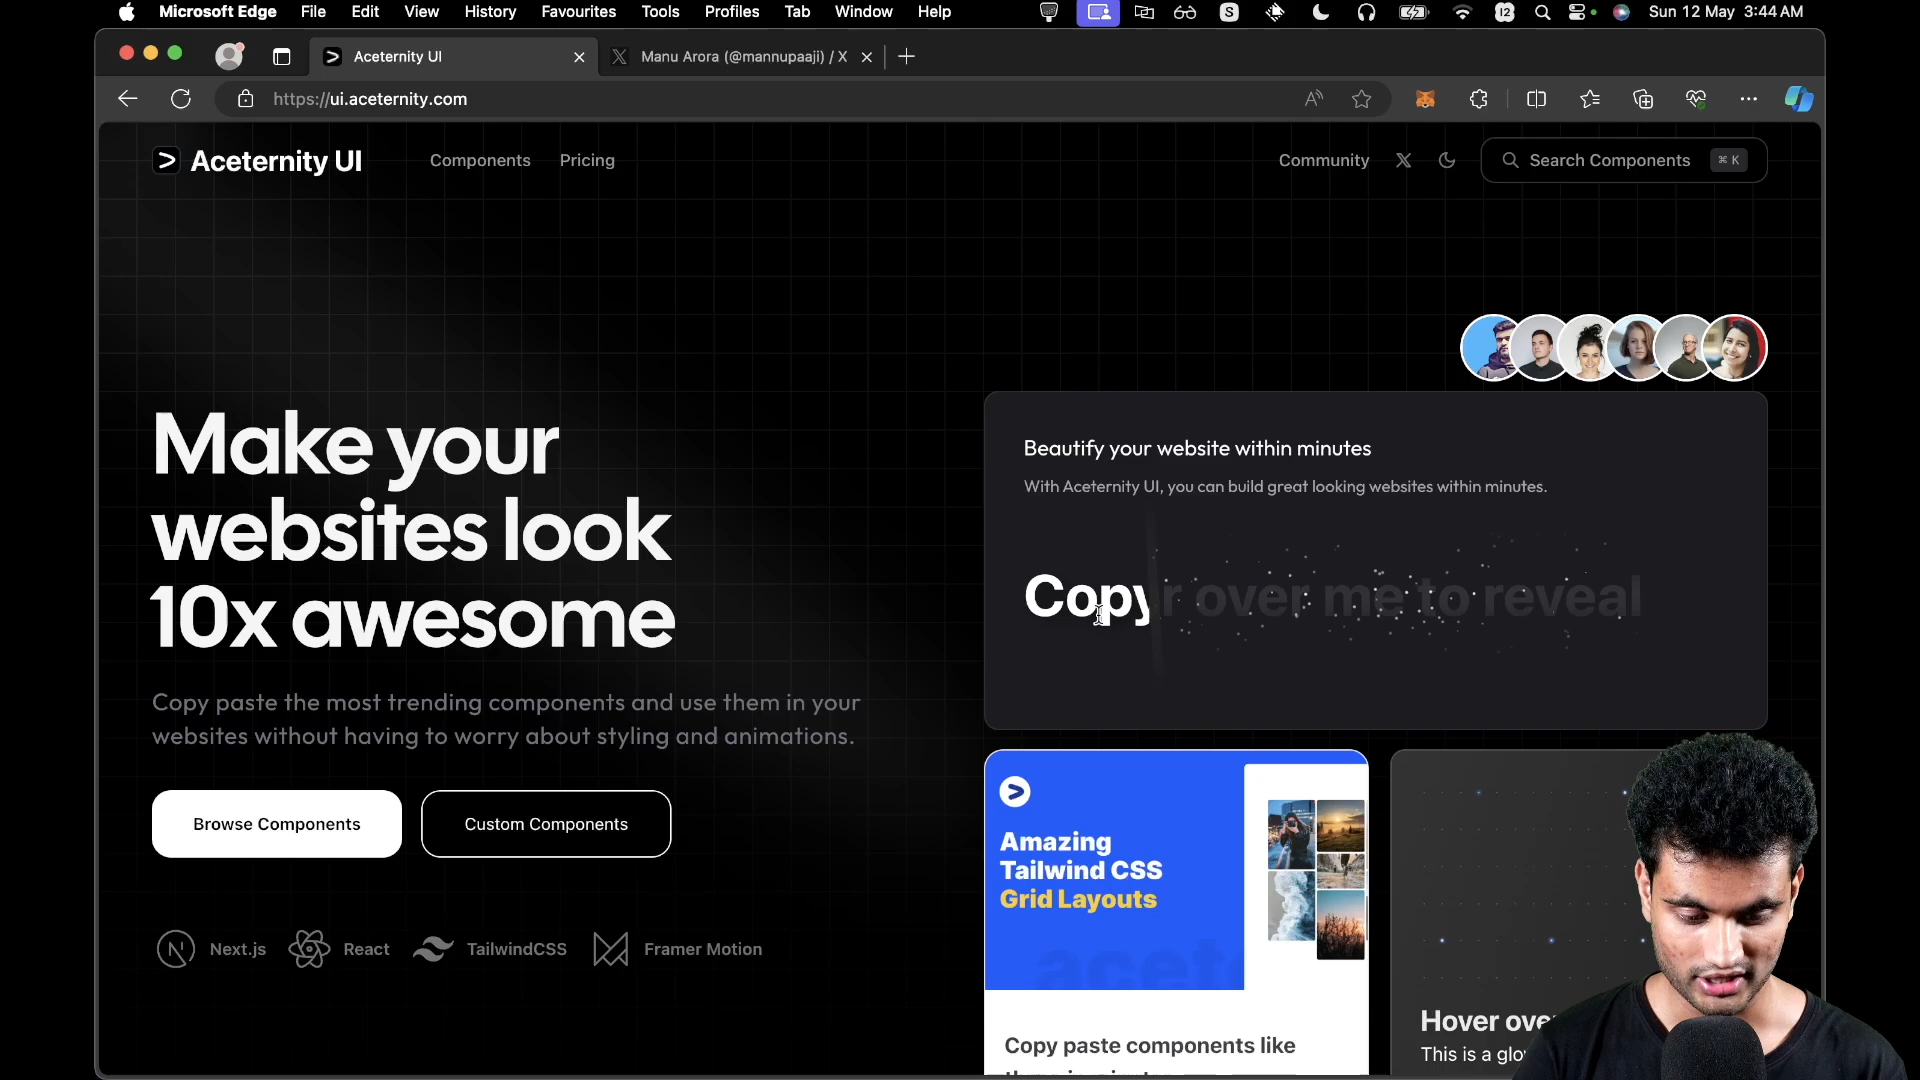 Microsoft Edge File Edit View History Favourites Tools Profiles Tab Window Help S 12 Sun 12 May 3:44 AM
Aceternity UI
Manu Arora (@mannupaaji) / X
https://ui.aceternity.com
Aceternity UI
Components
Pricing
Community
Search Components
⌘ K
Make your
websites look
10x awesome
Copy paste the most trending components and use them in your
websites without having to worry about styling and animations.
Browse Components
Custom Components
Next.js
React
TailwindCSS
Framer Motion
Beautify your website within minutes
With Aceternity UI, you can build great looking websites within minutes.
Copyr over me to reveal
Amazing
Tailwind CSS
Grid Layouts
acet
Copy paste components like
Hover ove
This is a glo